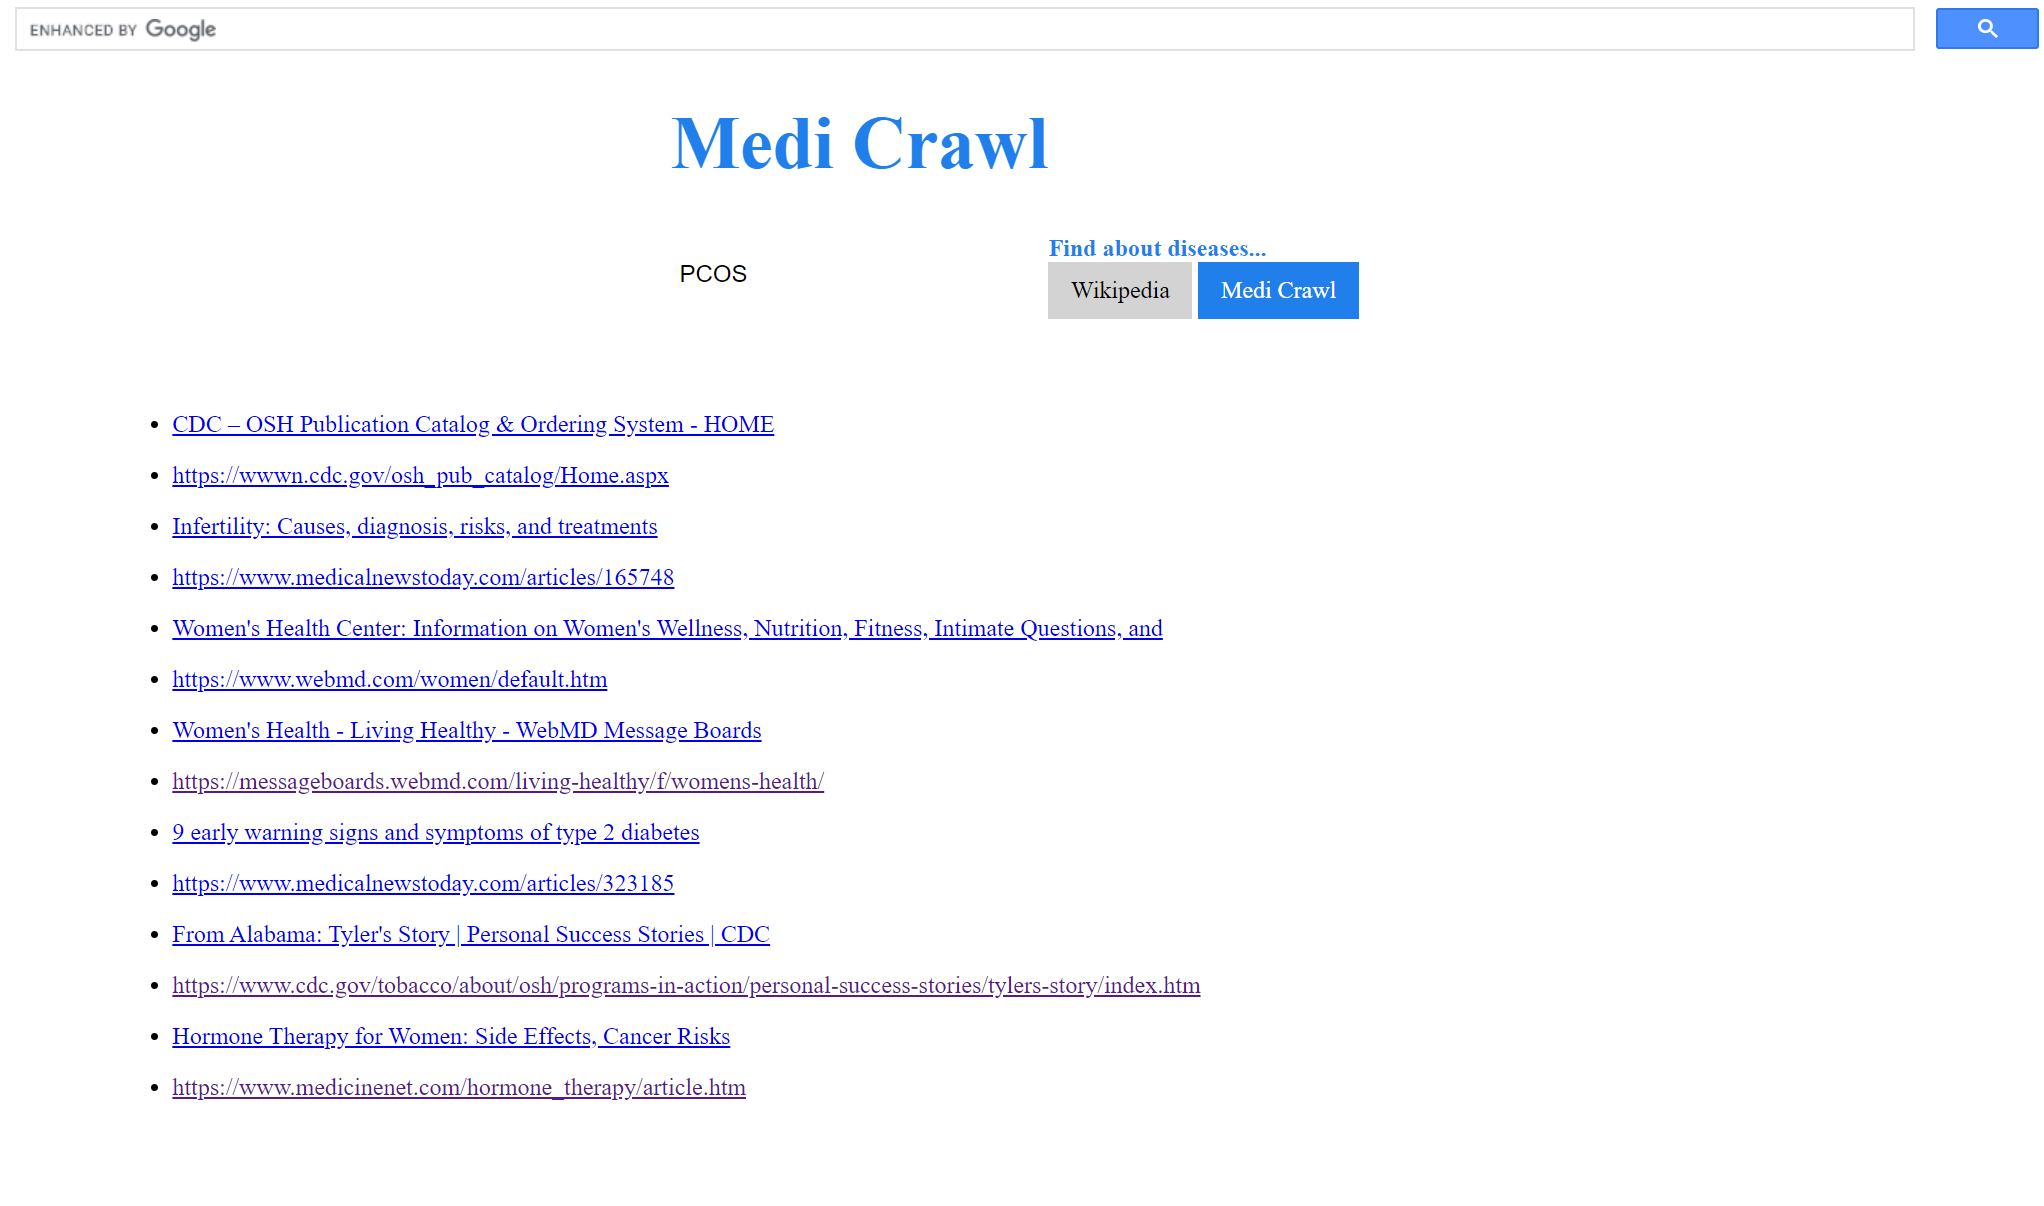 ENHANCED BY Google
Medi Crawl
Find about diseases...
PCOS
Wikipedia Medi Crawl
CDC – OSH Publication Catalog & Ordering System - HOME
https://wwwn.cdc.gov/osh_pub_catalog/Home.aspx
Infertility: Causes, diagnosis, risks, and treatments
https://www.medicalnewstoday.com/articles/165748
Women's Health Center: Information on Women's Wellness, Nutrition, Fitness, Intimate Questions, and
https://www.webmd.com/women/default.htm
Women's Health - Living Healthy - WebMD Message Boards
https://messageboards.webmd.com/living-healthy/f/womens-health/
9 early warning signs and symptoms of type 2 diabetes
https://www.medicalnewstoday.com/articles/323185
From Alabama: Tyler's Story | Personal Success Stories | CDC
https://www.cdc.gov/tobacco/about/osh/programs-in-action/personal-success-stories/tylers-story/index.htm
Hormone Therapy for Women: Side Effects, Cancer Risks
https://www.medicinenet.com/hormone_therapy/article.htm